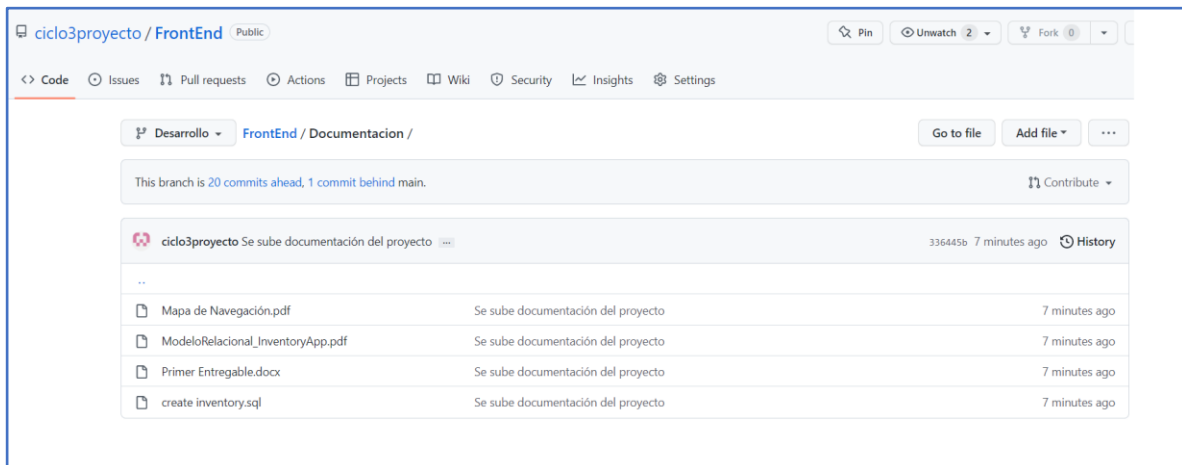 ciclo3proyecto / FrontEnd Public Pin Unwatch 2 Fork 0
<> Code Issues Pull requests Actions Projects Wiki Security Insights Settings
Desarrollo FrontEnd / Documentacion / Go to file Add file ...
This branch is 20 commits ahead, 1 commit behind main. Contribute
ciclo3proyecto Se sube documentación del proyecto ... 336445b 7 minutes ago History
..
Mapa de Navegación.pdf Se sube documentación del proyecto 7 minutes ago
ModeloRelacional_InventoryApp.pdf Se sube documentación del proyecto 7 minutes ago
Primer Entregable.docx Se sube documentación del proyecto 7 minutes ago
create inventory.sql Se sube documentación del proyecto 7 minutes ago